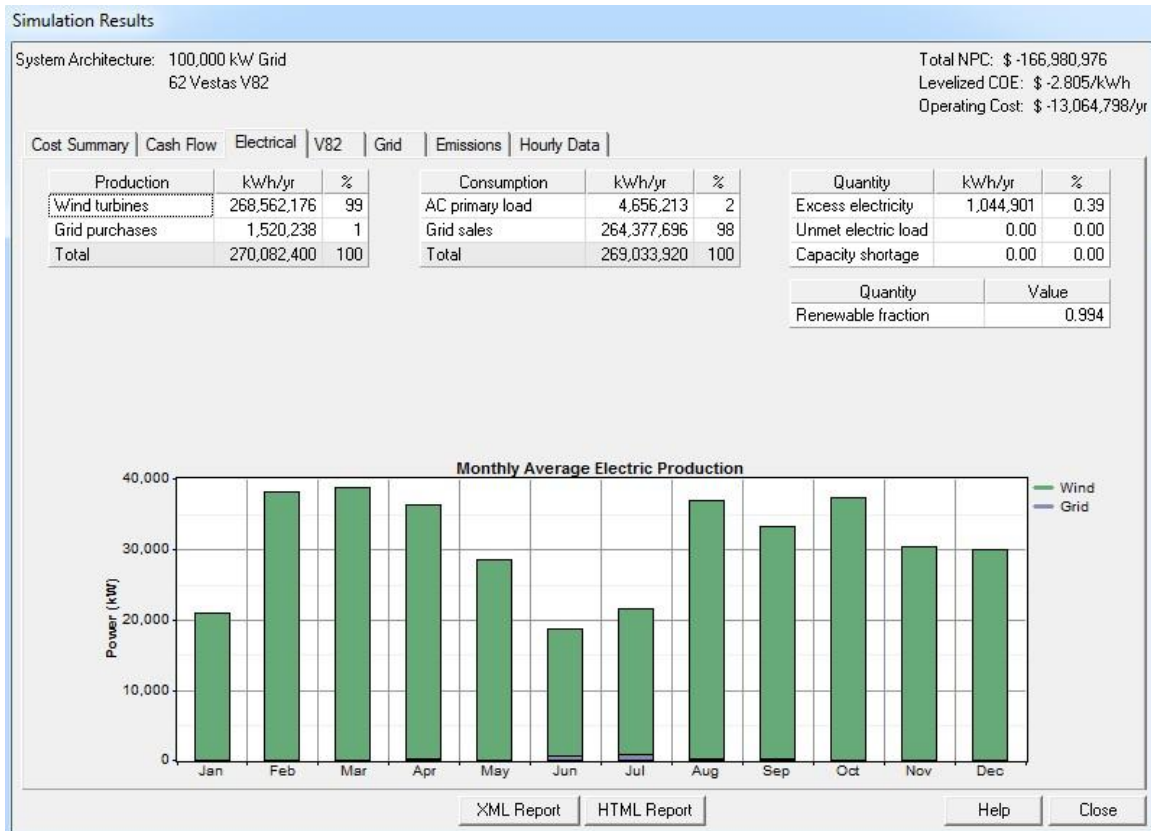 Simulation Results
System Architecture: 100,000 kW Grid
62 Vestas V82
Total NPC: $ -166,980,976
Levelized COE: $ -2.805/kWh
Operating Cost: $ -13,064,798/yr
Cost Summary Cash Flow Electrical V82 Grid Emissions Hourly Data
Production kWh/yr %
Wind turbines 268,562,176 99
Grid purchases 1,520,238 1
Total 270,082,400 100
Consumption kWh/yr %
AC primary load 4,656,213 2
Grid sales 264,377,696 98
Total 269,033,920 100
Quantity kWh/yr %
Excess electricity 1,044,901 0.39
Unmet electric load 0.00 0.00
Capacity shortage 0.00 0.00
Quantity Value
Renewable fraction 0.994
Monthly Average Electric Production
40,000
30,000
20,000
10,000
0
Power (kW)
Jan Feb Mar Apr May Jun Jul Aug Sep Oct Nov Dec
Wind
Grid
XML Report HTML Report Help Close